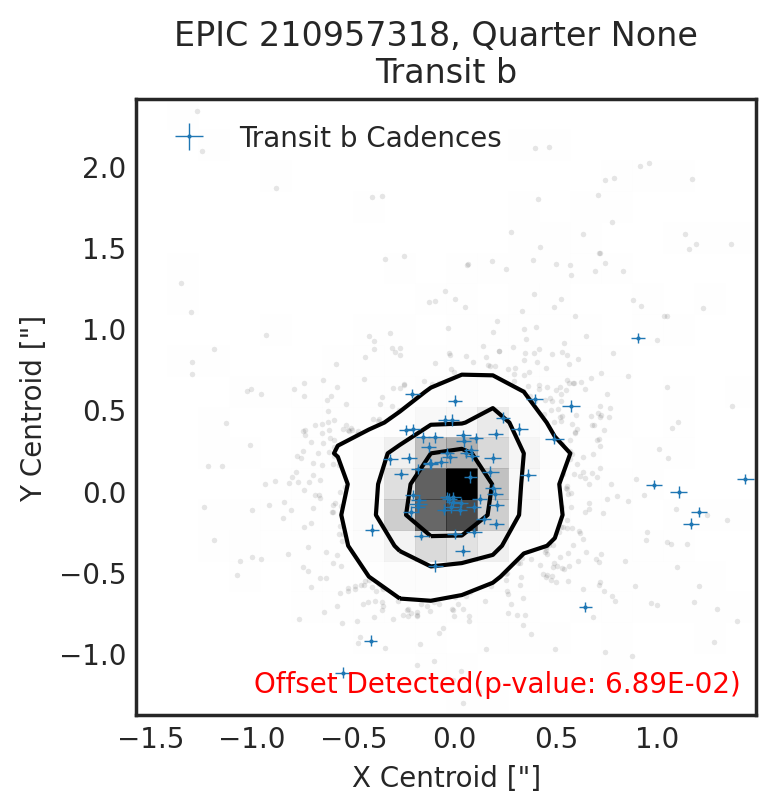 EPIC 210957318, Quarter None
Transit b
Transit b Cadences
2.0
1.5
1.0
0.5
0.0
−0.5
−1.0
Y Centroid ["]
Offset Detected(p-value: 6.89E-02)
−1.5 −1.0 −0.5 0.0 0.5 1.0
X Centroid ["]